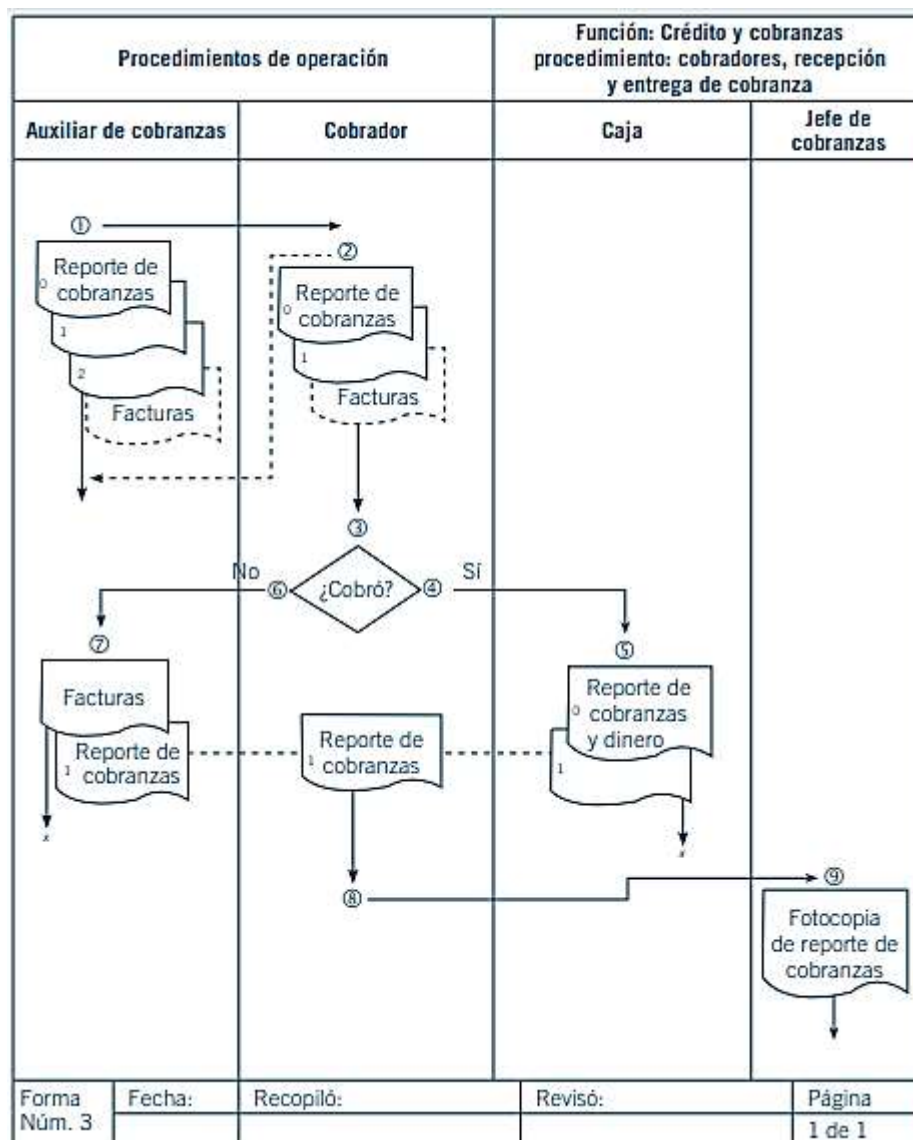 Procedimientos de operación
Función: Crédito y cobranzas
procedimiento: cobradores, recepción
y entrega de cobranza
Auxiliar de cobranzas
Cobrador
Caja
Jefe de
cobranzas
①
②
Reporte de
cobranzas
0
1
2
Facturas
Reporte de
cobranzas
0
1
Facturas
③
No
⑥
¿Cobró?
④
Sí
⑦
⑤
Facturas
Reporte de
1 cobranzas
x
Reporte de
1 cobranzas
Reporte de
0 cobranzas
y dinero
1
x
⑧
⑨
Fotocopia
de reporte de
cobranzas
Forma
Núm. 3
Fecha:
Recopiló:
Revisó:
Página
1 de 1